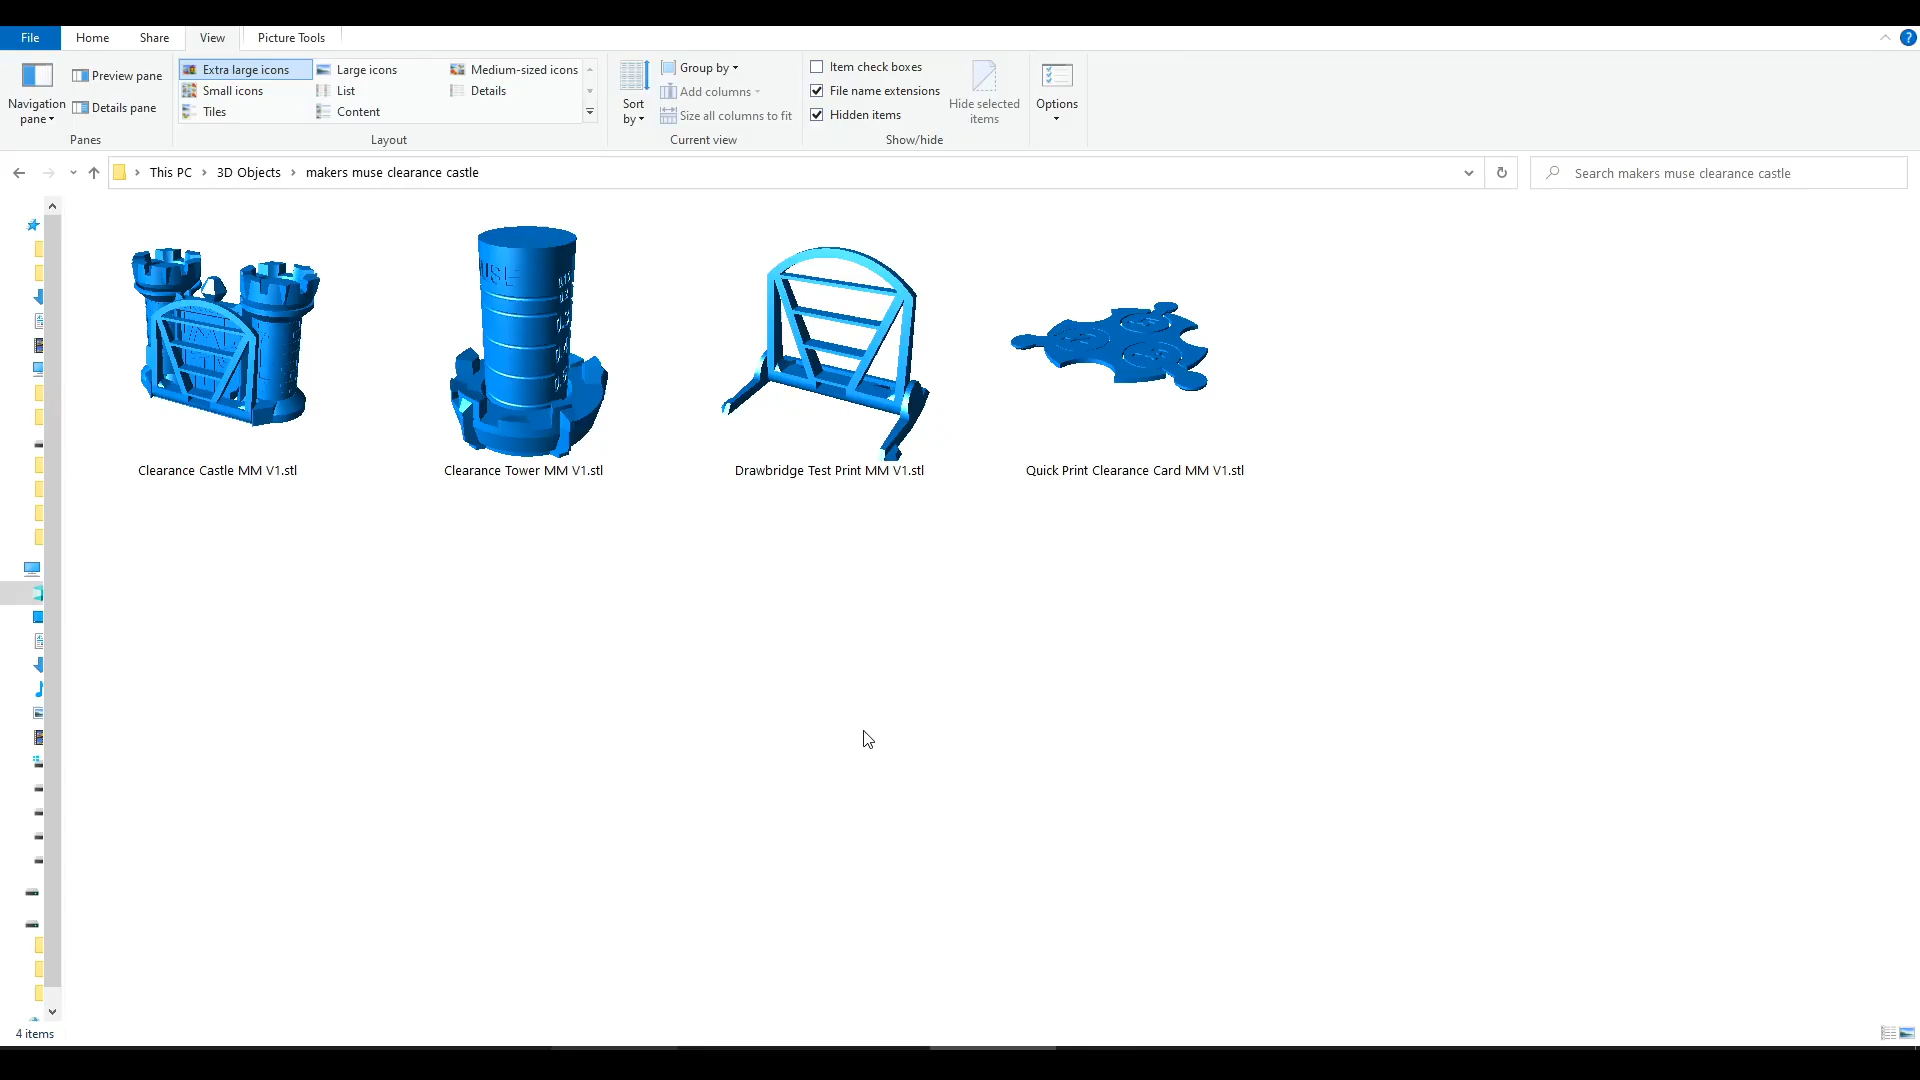 File
Home
Share
View
Picture Tools
Navigation pane
Preview pane
Details pane
Panes
Extra large icons
Large icons
Medium-sized icons
Small icons
List
Details
Tiles
Content
Layout
Sort by
Group by
Add columns
Size all columns to fit
Current view
Item check boxes
File name extensions
Hidden items
Hide selected items
Show/hide
Options
This PC
3D Objects
makers muse clearance castle
Search makers muse clearance castle
Clearance Castle MM V1.stl
Clearance Tower MM V1.stl
Drawbridge Test Print MM V1.stl
Quick Print Clearance Card MM V1.stl
4 items